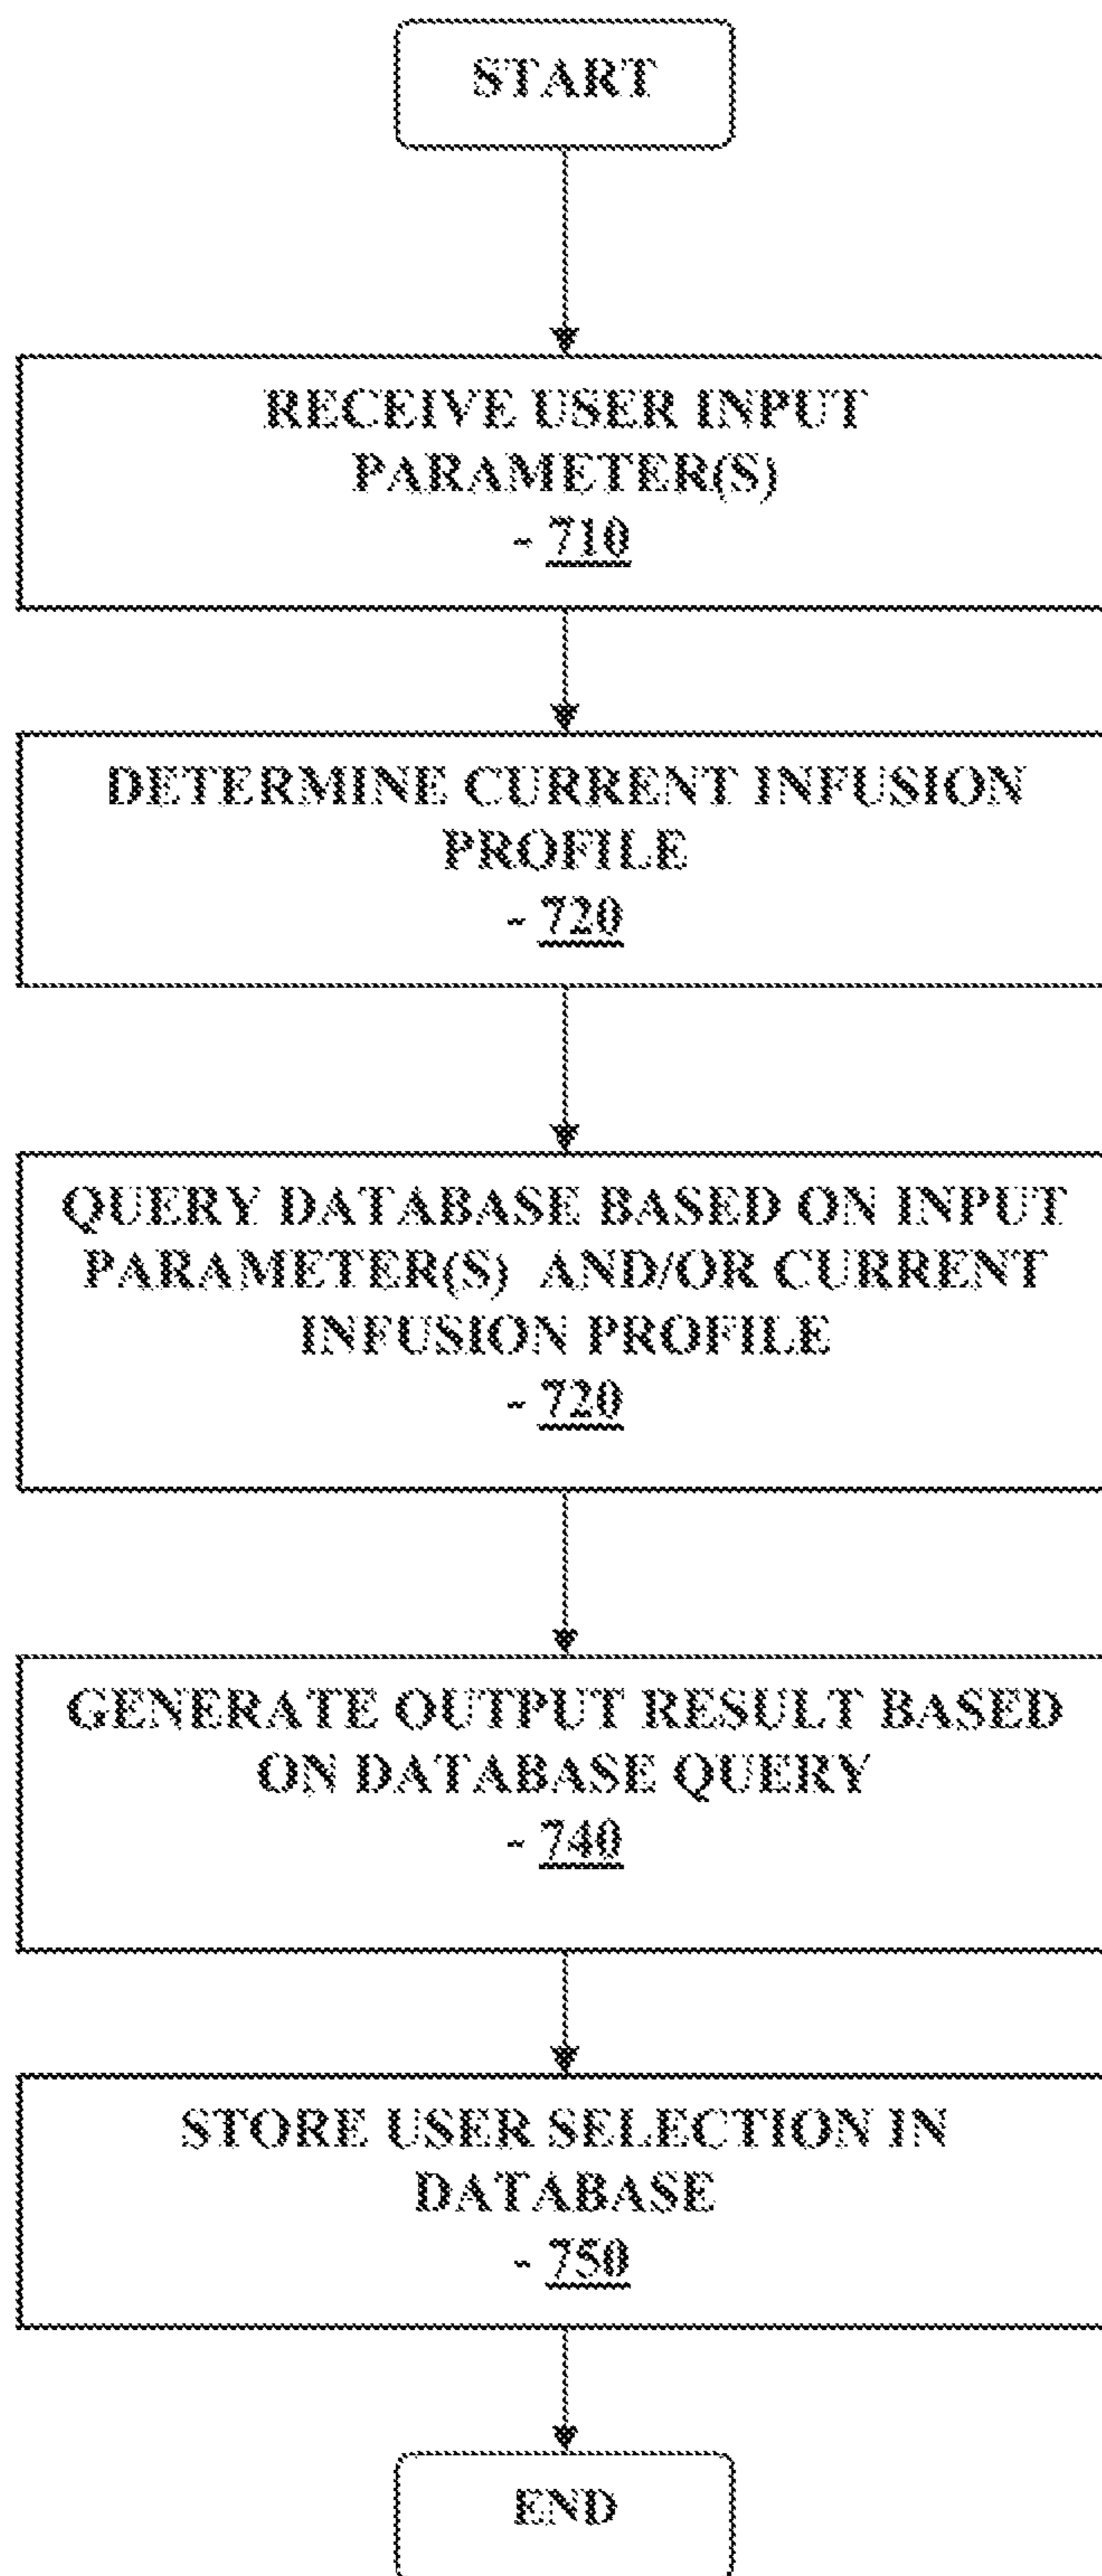 START
RECEIVE USER INPUT
PARAMETER(S)
- 710
DETERMINE CURRENT INFUSION
PROFILE
- 720
QUERY DATABASE BASED ON INPUT
PARAMETER(S) AND/OR CURRENT
INFUSION PROFILE
- 720
GENERATE OUTPUT RESULT BASED
ON DATABASE QUERY
- 740
STORE USER SELECTION IN
DATABASE
- 750
END